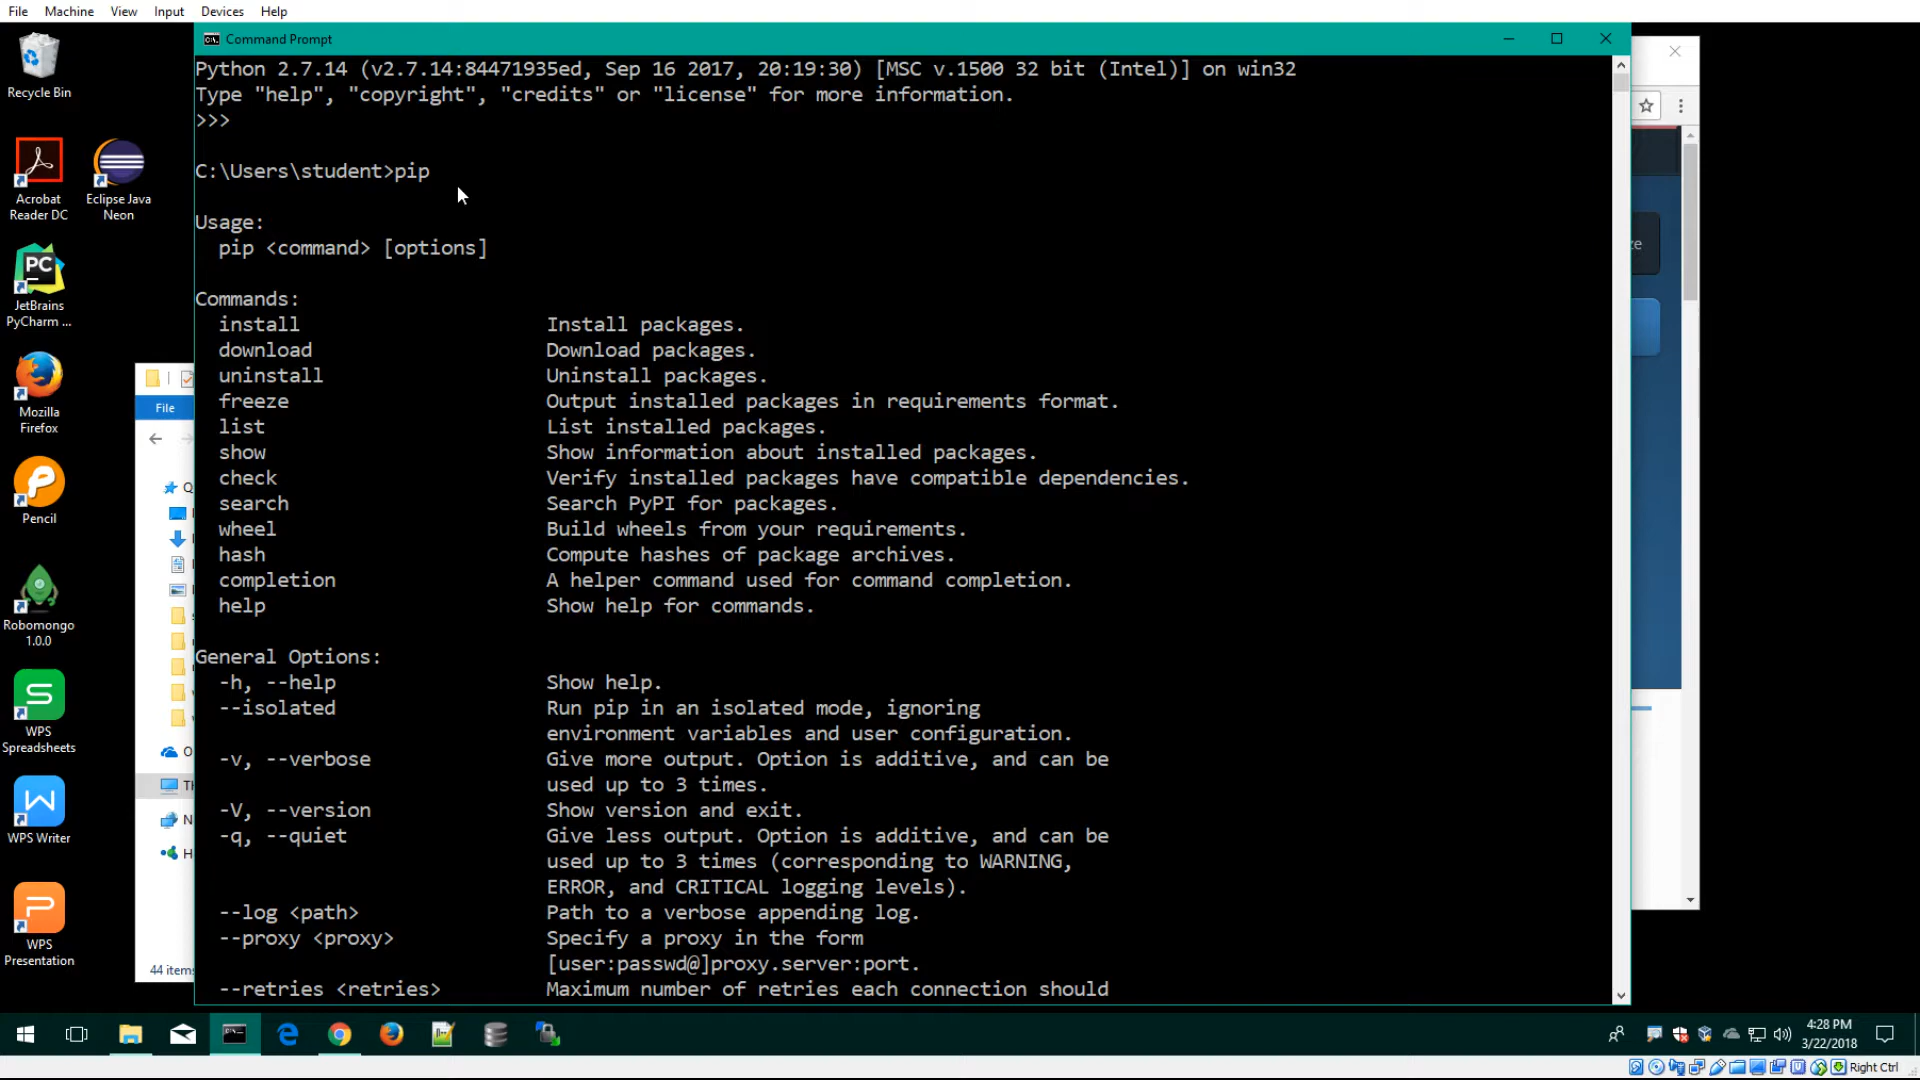 File Machine View Input Devices Help
Command Prompt
Python 2.7.14 (v2.7.14:84471935ed, Sep 16 2017, 20:19:30) [MSC v.1500 32 bit (Intel)] on win32
Type "help", "copyright", "credits" or "license" for more information.
>>>
C:\Users\student>pip
Usage:
pip <command> [options]
Commands:
install Install packages.
download Download packages.
uninstall Uninstall packages.
freeze Output installed packages in requirements format.
list List installed packages.
show Show information about installed packages.
check Verify installed packages have compatible dependencies.
search Search PyPI for packages.
wheel Build wheels from your requirements.
hash Compute hashes of package archives.
completion A helper command used for command completion.
help Show help for commands.
General Options:
-h, --help Show help.
--isolated Run pip in an isolated mode, ignoring
environment variables and user configuration.
-v, --verbose Give more output. Option is additive, and can be
used up to 3 times.
-V, --version Show version and exit.
-q, --quiet Give less output. Option is additive, and can be
used up to 3 times (corresponding to WARNING,
ERROR, and CRITICAL logging levels).
--log <path> Path to a verbose appending log.
--proxy <proxy> Specify a proxy in the form
[user:passwd@]proxy.server:port.
--retries <retries> Maximum number of retries each connection should
Recycle Bin
Acrobat
Reader DC
Eclipse Java
Neon
PC
JetBrains
PyCharm ...
Mozilla
Firefox
Pencil
Robomongo
1.0.0
WPS
Spreadsheets
WPS Writer
WPS
Presentation
File
44 items
4:28 PM
3/22/2018
Right Ctrl